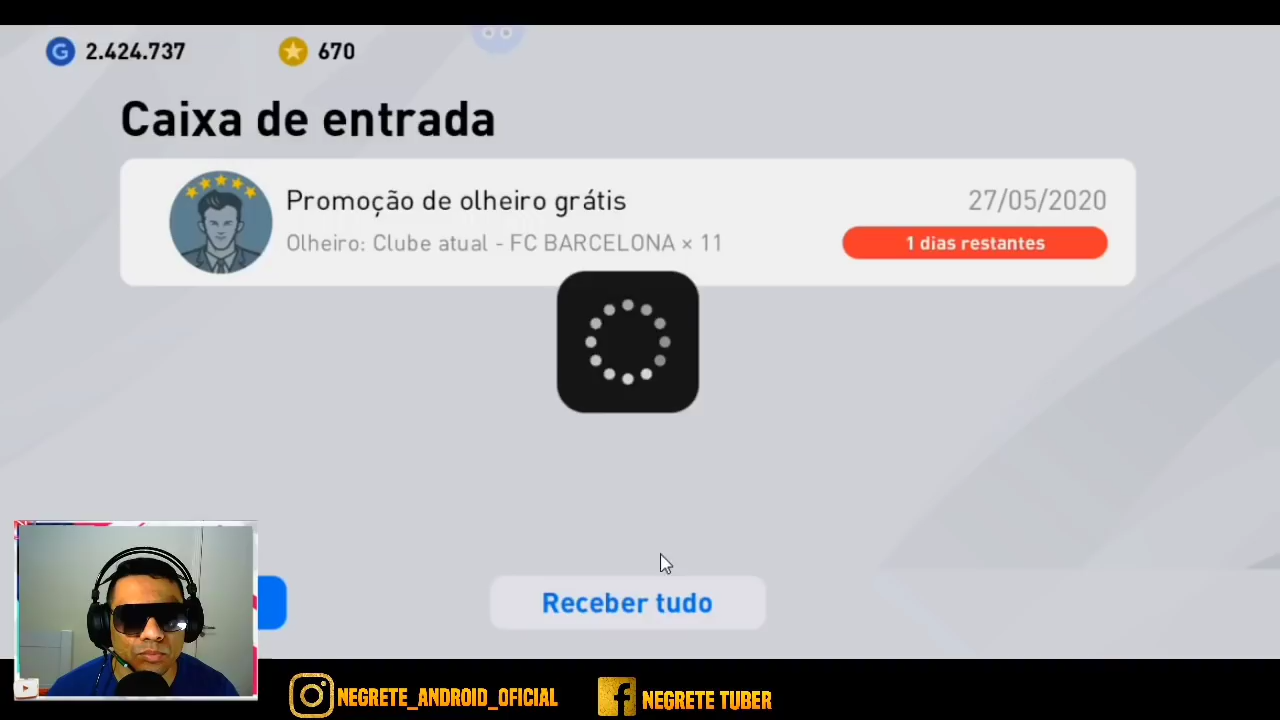 G 2.424.737 670
Caixa de entrada
Promoção de olheiro grátis 27/05/2020
Olheiro: Clube atual - FC BARCELONA × 11 1 dias restantes
Receber tudo
NEGRETE_ANDROID_OFICIAL f NEGRETE TUBER